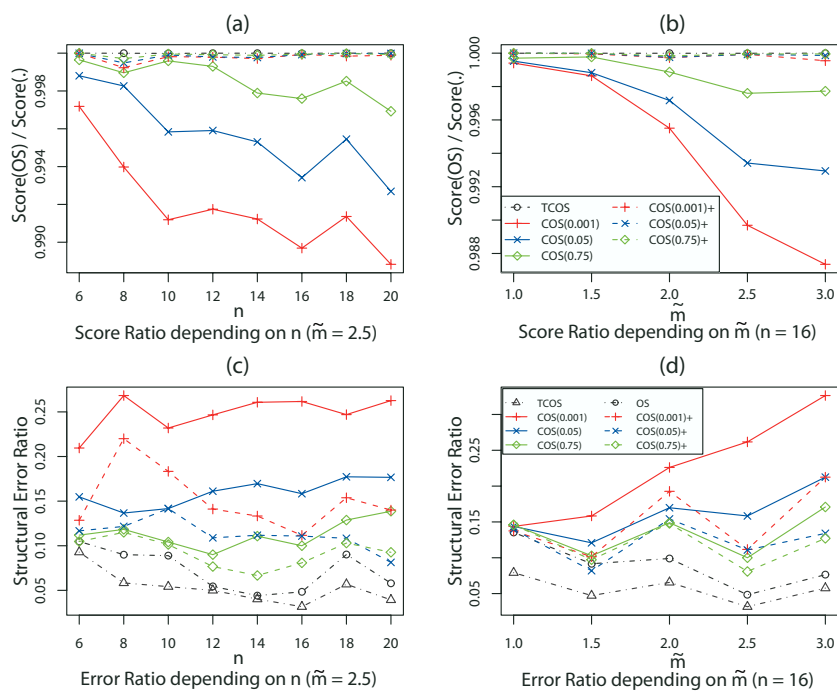 (a)
Score(OS) / Score(.)
0.990 0.994 0.998
6 8 10 12 14 16 18 20
n
Score Ratio depending on n (m̃ = 2.5)
(b)
Score(OS) / Score(.)
0.988 0.992 0.996 1.000
TCOS
COS(0.001)
COS(0.05)
COS(0.75)
COS(0.001)+
COS(0.05)+
COS(0.75)+
1.0 1.5 2.0 2.5 3.0
m̃
Score Ratio depending on m̃ (n = 16)
(c)
Structural Error Ratio
0.05 0.10 0.15 0.20 0.25
6 8 10 12 14 16 18 20
n
Error Ratio depending on n (m̃ = 2.5)
(d)
Structural Error Ratio
0.05 0.15 0.25
TCOS
COS(0.001)
COS(0.05)
COS(0.75)
OS
COS(0.001)+
COS(0.05)+
COS(0.75)+
1.0 1.5 2.0 2.5 3.0
m̃
Error Ratio depending on m̃ (n = 16)